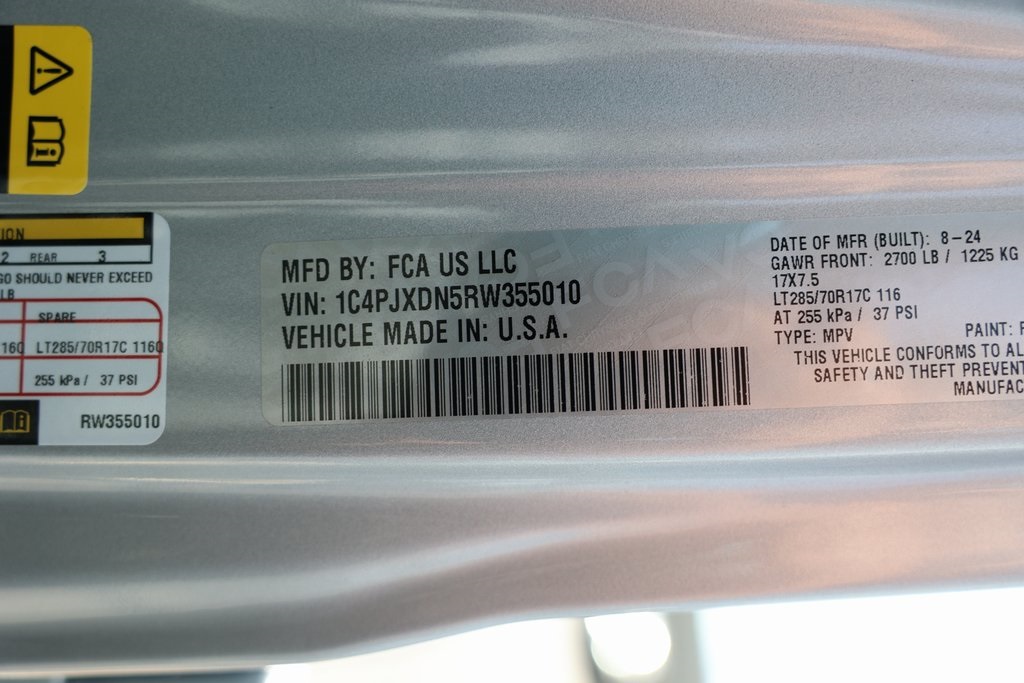 ION
2 REAR 3
GO SHOULD NEVER EXCEED
LB
SPARE
116 LT285/70R17C 116
255 kPa / 37 PSI
RW355010
MFD BY: FCA US LLC
VIN: 1C4PJXDN5RW355010
VEHICLE MADE IN: U.S.A.
DATE OF MFR (BUILT): 8-24
GAWR FRONT: 2700 LB / 1225 KG
17X7.5
LT285/70R17C 116
AT 255 kPa / 37 PSI
TYPE: MPV
PAINT: P
THIS VEHICLE CONFORMS TO AL
SAFETY AND THEFT PREVENT
MANUFAC